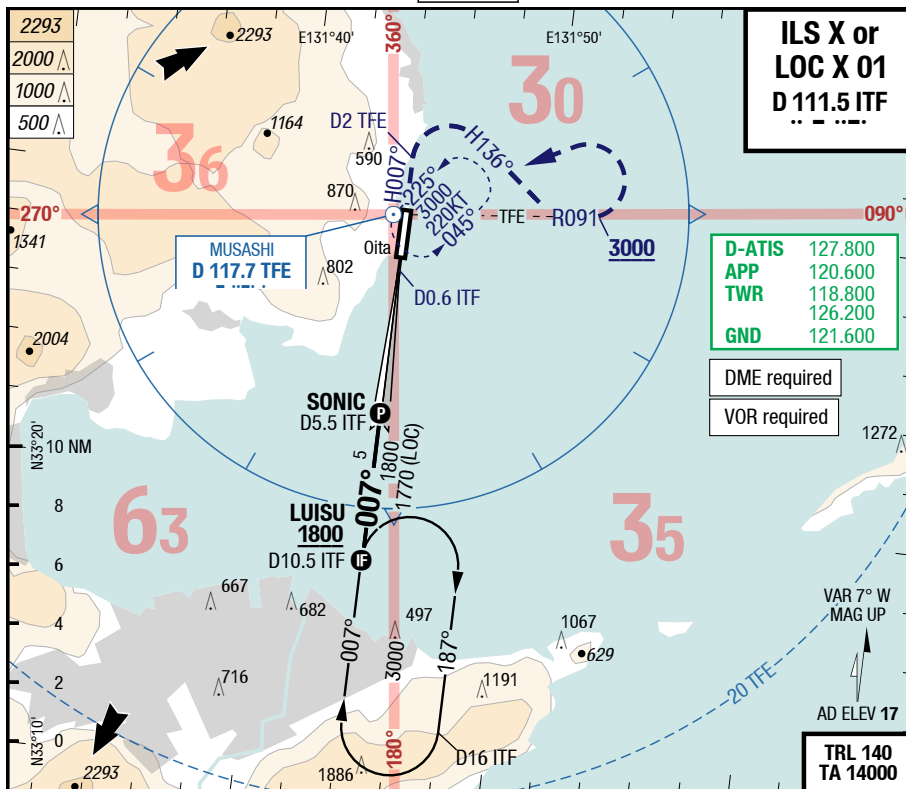 2293
2000
1000
500
2293
E131°40'
360°
E131°50'
30
ILS X or
LOC X 01
D 111.5 ITF
D2 TFE
H136°
1164
590
36
H007°
225°
3000
220KT
045°
870
270°
TFE
R091
090°
3000
1341
MUSASHI
D 117.7 TFE
Oita
802
D0.6 ITF
D-ATIS 127.800
APP 120.600
TWR 118.800
126.200
GND 121.600
2004
DME required
VOR required
SONIC
D5.5 ITF
P
N33°20'
10 NM
5
1800
1770 (LOC)
007°
1272
8
63
LUISU
1800
D10.5 ITF
IF
35
6
667
682
497
1067
629
VAR 7° W
MAG UP
4
007°
3000
187°
716
1191
20 TFE
2
AD ELEV 17
N33°10'
0
180°
D16 ITF
2293
1886
TRL 140
TA 14000